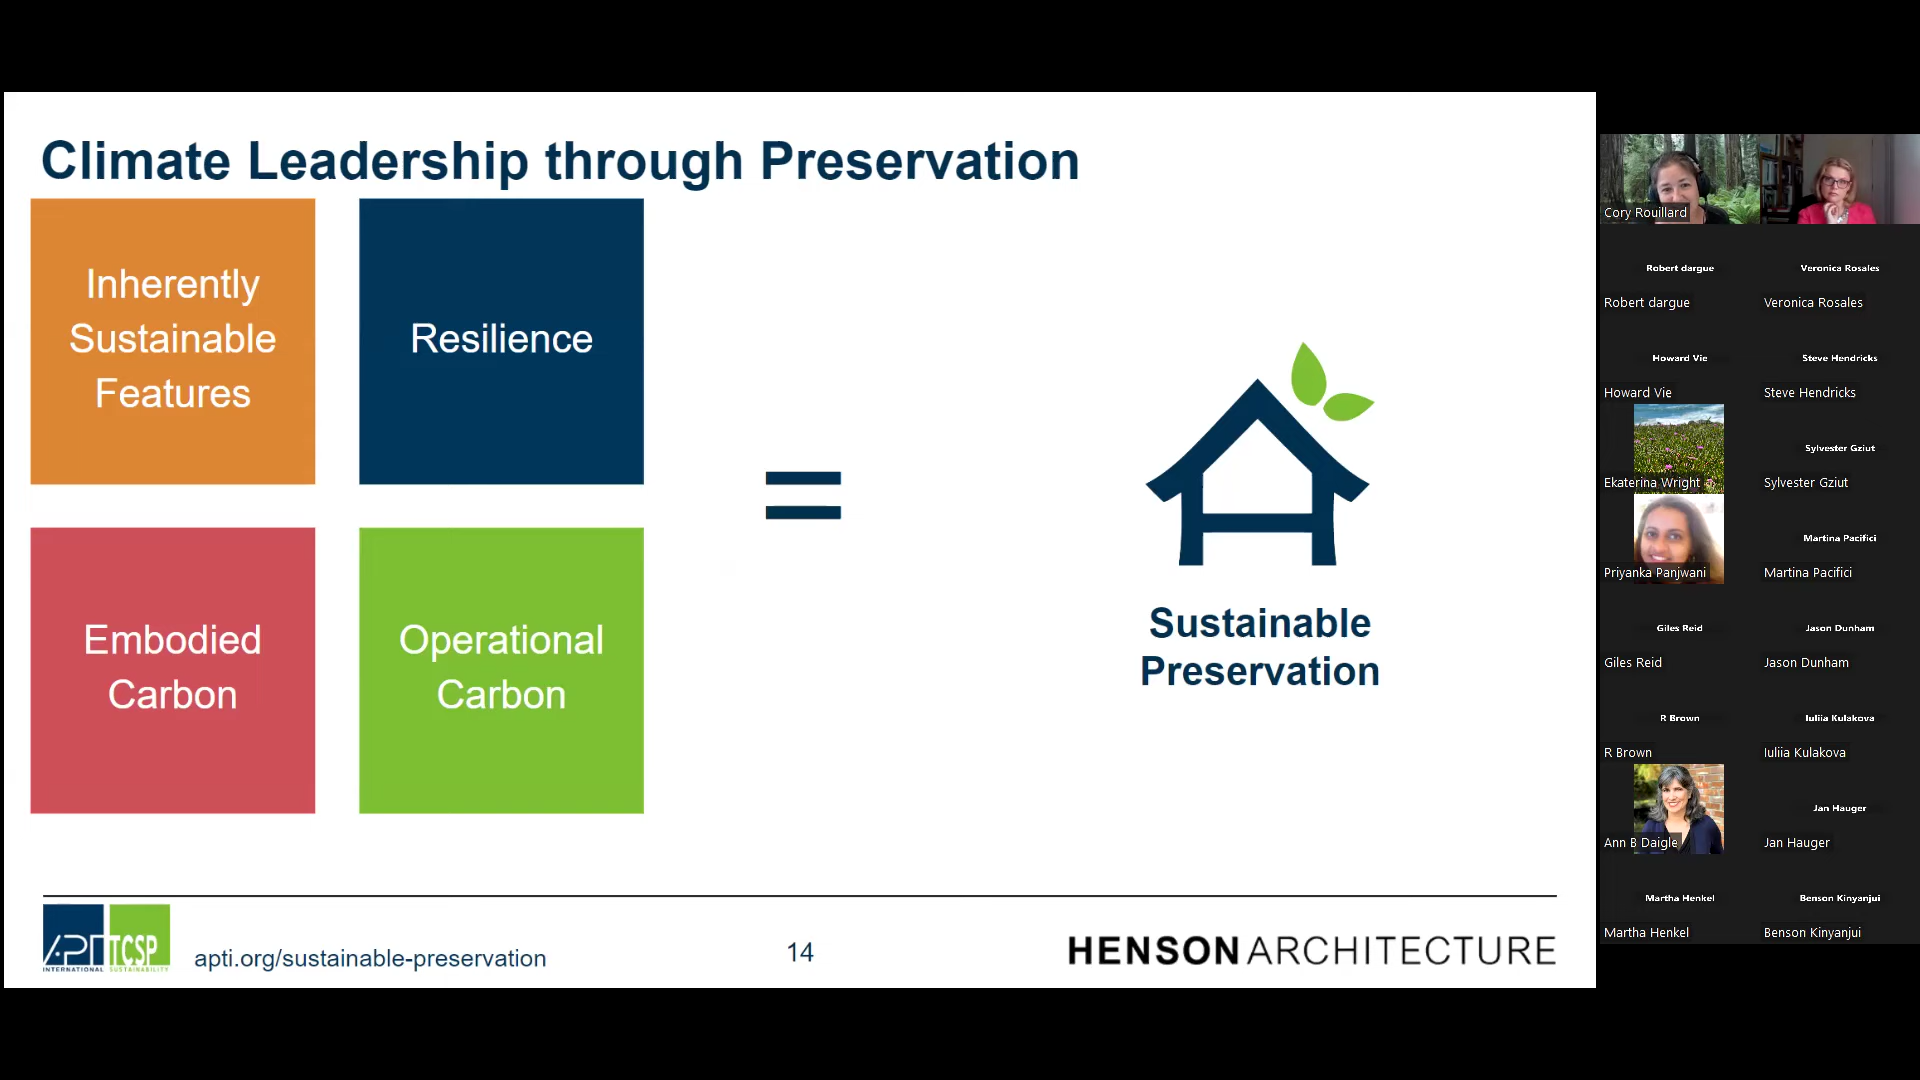 Climate Leadership through Preservation
Inherently
Sustainable
Features
Resilience
Embodied
Carbon
Operational
Carbon
=
Sustainable
Preservation
APT TCSP
INTERNATIONAL SUSTAINABILITY
apti.org/sustainable-preservation
14
HENSON ARCHITECTURE
Cory Rouillard
Robert dargue
Robert dargue
Veronica Rosales
Veronica Rosales
Howard Vie
Howard Vie
Steve Hendricks
Steve Hendricks
Ekaterina Wright
Sylvester Gziut
Sylvester Gziut
Priyanka Panjwani
Martina Pacifici
Martina Pacifici
Giles Reid
Giles Reid
Jason Dunham
Jason Dunham
R Brown
R Brown
Iuliia Kulakova
Iuliia Kulakova
Ann B Daigle
Jan Hauger
Jan Hauger
Martha Henkel
Martha Henkel
Benson Kinyanjui
Benson Kinyanjui